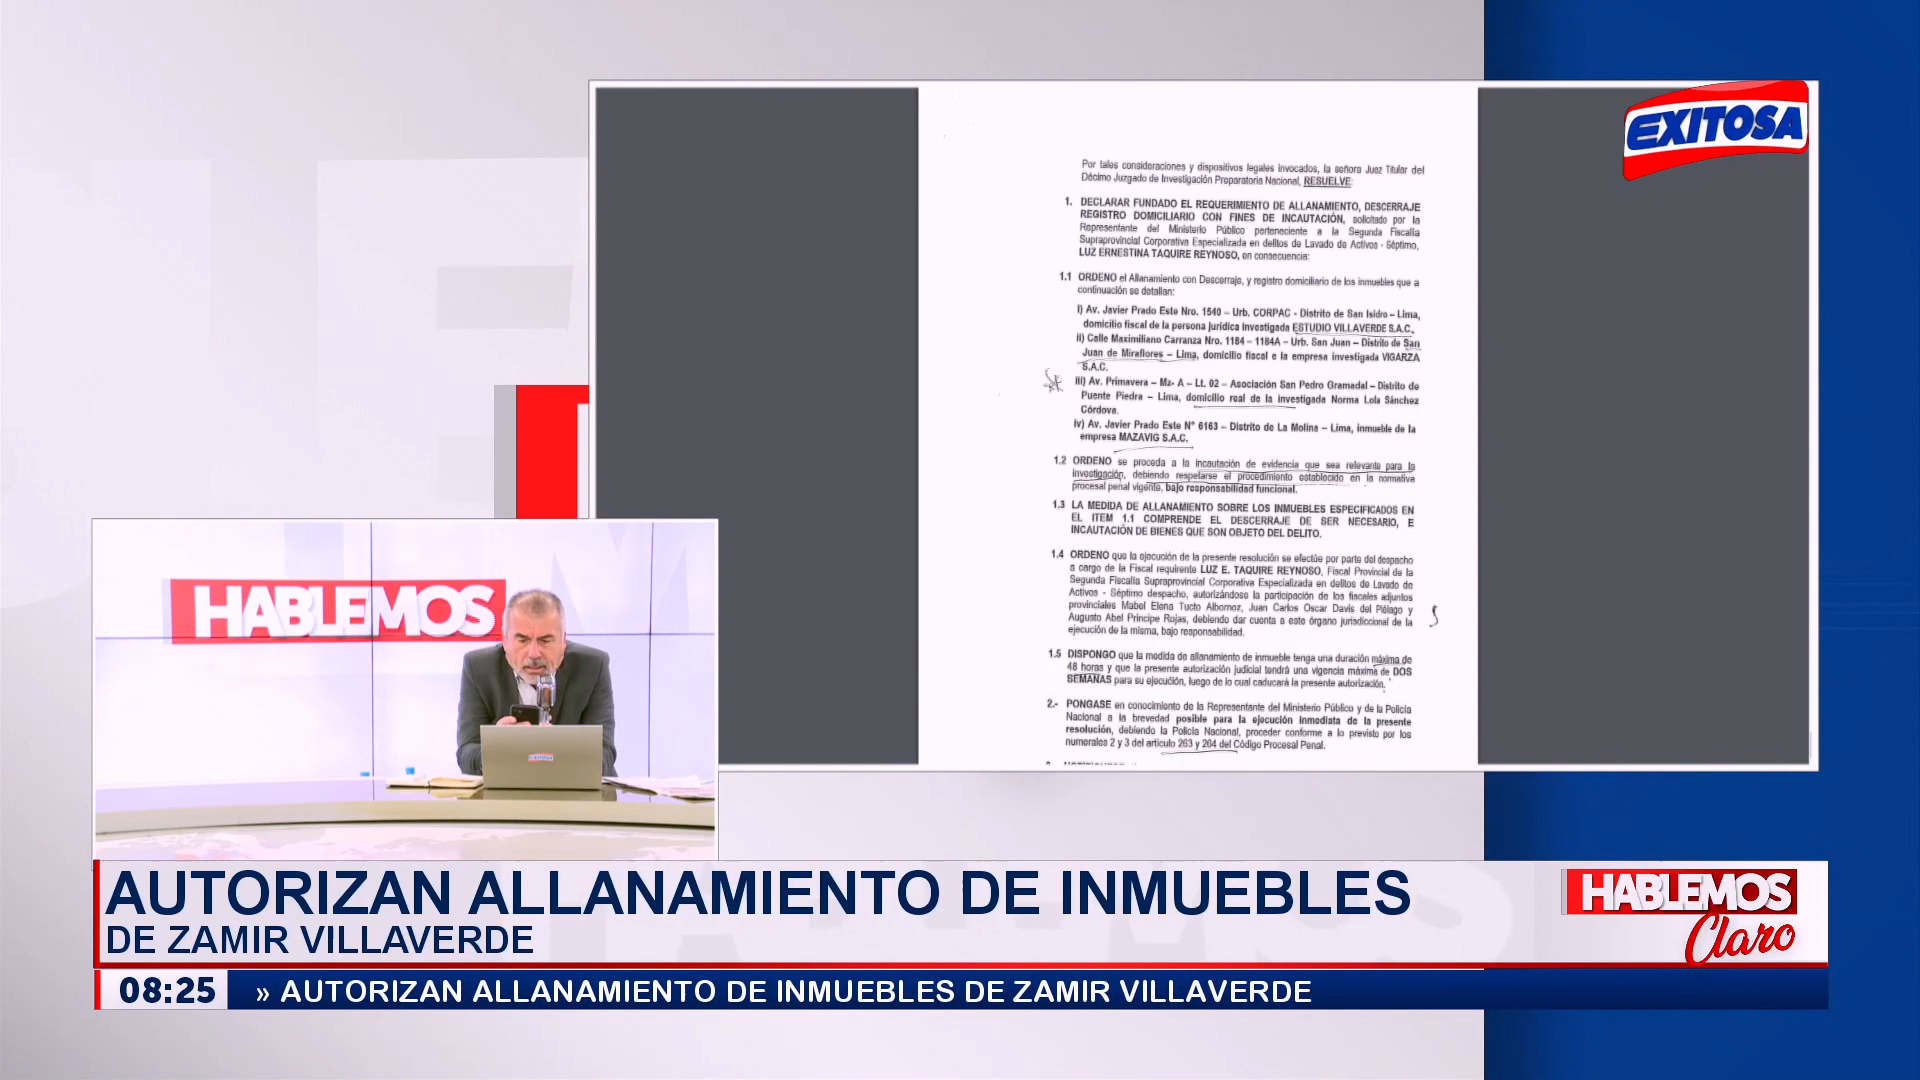 EXITOSA
Por tales consideraciones y dispositivos legales invocados, la señora Juez Titular del
Décimo Juzgado de Investigación Preparatoria Nacional, RESUELVE:
1. DECLARAR FUNDADO EL REQUERIMIENTO DE ALLANAMIENTO, DESCERRAJE
REGISTRO DOMICILIARIO CON FINES DE INCAUTACIÓN, solicitado por la
Representante del Ministerio Público perteneciente a la Segunda Fiscalía
Supraprovincial Corporativa Especializada en delitos de Lavado de Activos - Séptimo,
LUZ ERNESTINA TAQUIRE REYNOSO, en consecuencia:
1.1 ORDENO el Allanamiento con Descerraje, y registro domiciliario de los inmuebles que a
continuación se detallan:
i) Av. Javier Prado Este Nro. 1540 – Urb. CORPAC - Distrito de San Isidro – Lima,
domicilio fiscal de la persona jurídica investigada ESTUDIO VILLAVERDE S.A.C.,
ii) Calle Maximiliano Carranza Nro. 1184 – 1184A – Urb. San Juan – Distrito de San
Juan de Miraflores – Lima, domicilio fiscal e la empresa investigada VIGARZA
S.A.C.
iii) Av. Primavera – Mz- A – Lt. 02 – Asociación San Pedro Gramadal – Distrito de
Puente Piedra – Lima, domicilio real de la investigada Norma Lola Sánchez
Córdova.
iv) Av. Javier Prado Este N° 6163 – Distrito de La Molina – Lima, inmueble de la
empresa MAZAVIG S.A.C.
1.2 ORDENO se proceda a la incautación de evidencia que sea relevante para la
investigación, debiendo respetarse el procedimiento establecido en la normativa
procesal penal vigente, bajo responsabilidad funcional.
1.3 LA MEDIDA DE ALLANAMIENTO SOBRE LOS INMUEBLES ESPECIFICADOS EN
EL ITEM 1.1 COMPRENDE EL DESCERRAJE DE SER NECESARIO, E
INCAUTACIÓN DE BIENES QUE SON OBJETO DEL DELITO.
1.4 ORDENO que la ejecución de la presente resolución se efectúe por parte del despacho
a cargo de la Fiscal requirente LUZ E. TAQUIRE REYNOSO, Fiscal Provincial de la
Segunda Fiscalía Supraprovincial Corporativa Especializada en delitos de Lavado de
Activos - Séptimo despacho, autorizándose la participación de los fiscales adjuntos
provinciales Mabel Elena Tucto Albornoz, Juan Carlos Oscar Davis del Piélago y
Augusto Abel Principe Rojas, debiendo dar cuenta a este órgano jurisdiccional de la
ejecución de la misma, bajo responsabilidad.
1.5 DISPONGO que la medida de allanamiento de inmueble tenga una duración máxima de
48 horas y que la presente autorización judicial tendrá una vigencia máxima de DOS
SEMANAS para su ejecución, luego de lo cual caducará la presente autorización.
2.- PONGASE en conocimiento de la Representante del Ministerio Público y de la Policía
Nacional a la brevedad posible para la ejecución inmediata de la presente
resolución, debiendo la Policía Nacional, proceder conforme a lo previsto por los
numerales 2 y 3 del artículo 263 y 264 del Código Procesal Penal.
HABLEMOS
EXITOSA
AUTORIZAN ALLANAMIENTO DE INMUEBLES
DE ZAMIR VILLAVERDE
HABLEMOS
Claro
08:25 » AUTORIZAN ALLANAMIENTO DE INMUEBLES DE ZAMIR VILLAVERDE